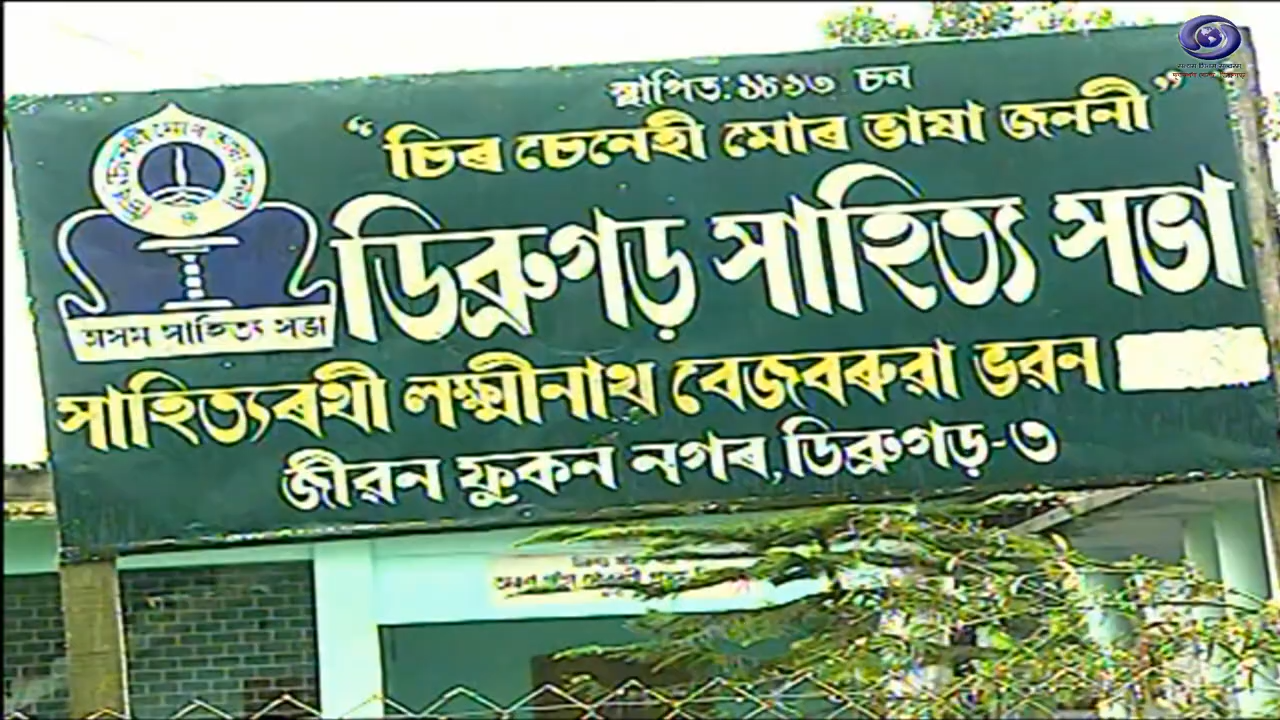 স্থাপিত: ১৯১৩ চন
“চিৰ চেনেহী মোৰ ভাষা জননী”
ডিব্ৰুগড় সাহিত্য সভা
অসম সাহিত্য সভা
সাহিত্যৰথী লক্ষ্মীনাথ বেজবৰুৱা ভৱন
জীৱন ফুকন নগৰ, ডিব্ৰুগড়-৩